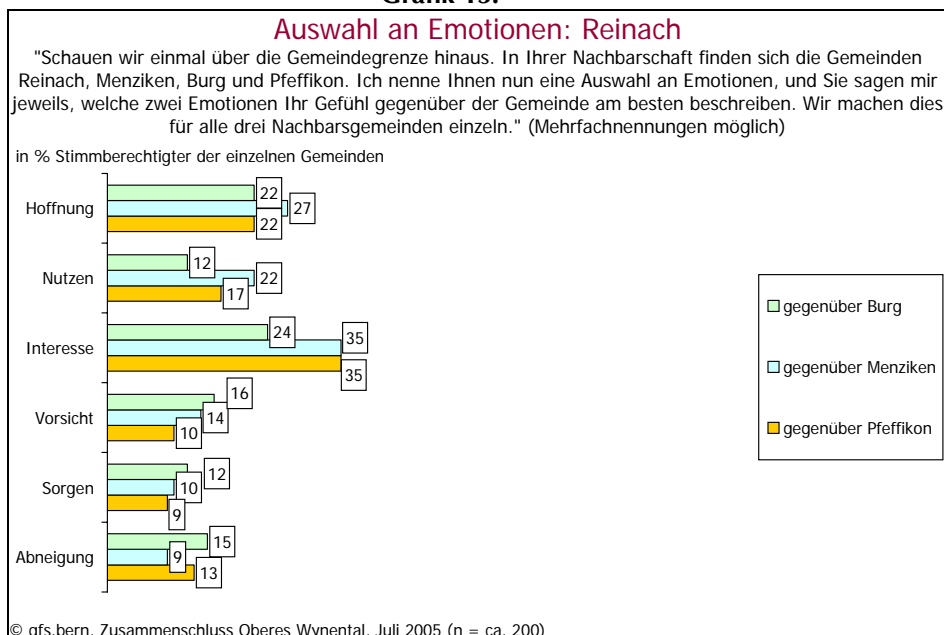 Grafik 13:
Auswahl an Emotionen: Reinach
"Schauen wir einmal über die Gemeindegrenze hinaus. In Ihrer Nachbarschaft finden sich die Gemeinden
Reinach, Menziken, Burg und Pfeffikon. Ich nenne Ihnen nun eine Auswahl an Emotionen, und Sie sagen mir
jeweils, welche zwei Emotionen Ihr Gefühl gegenüber der Gemeinde am besten beschreiben. Wir machen dies
für alle drei Nachbarsgemeinden einzeln." (Mehrfachnennungen möglich)
in % Stimmberechtigter der einzelnen Gemeinden
Hoffnung
22
27
22
Nutzen
12
22
17
Interesse
24
35
35
Vorsicht
16
14
10
Sorgen
12
10
9
Abneigung
15
9
13
gegenüber Burg
gegenüber Menziken
gegenüber Pfeffikon
© gfs.bern, Zusammenschluss Oberes Wynental, Juli 2005 (n = ca. 200)